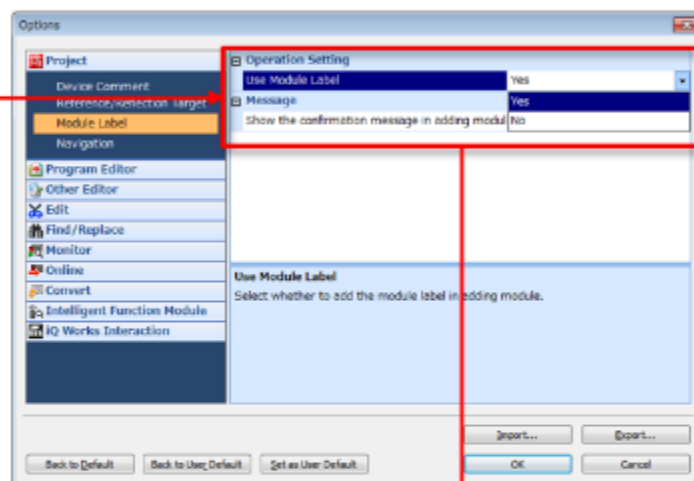 Options
Project
Device Comment
Reference/Reflection Target
Module Label
Navigation
Program Editor
Other Editor
Edit
Find/Replace
Monitor
Online
Convert
Intelligent Function Module
iQ Works Interaction
Operation Setting
Use Module Label Yes
Yes
Message
Show the confirmation message in adding modul No
Use Module Label
Select whether to add the module label in adding module.
Import... Export...
Back to Default Back to User Default Set as User Default OK Cancel